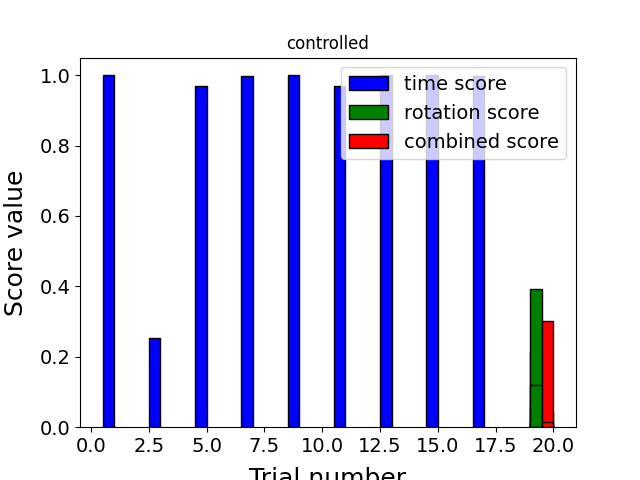 controlled
Score value
1.0
0.8
0.6
0.4
0.2
0.0
time score
rotation score
combined score
0.0 2.5 5.0 7.5 10.0 12.5 15.0 17.5 20.0
Trial number